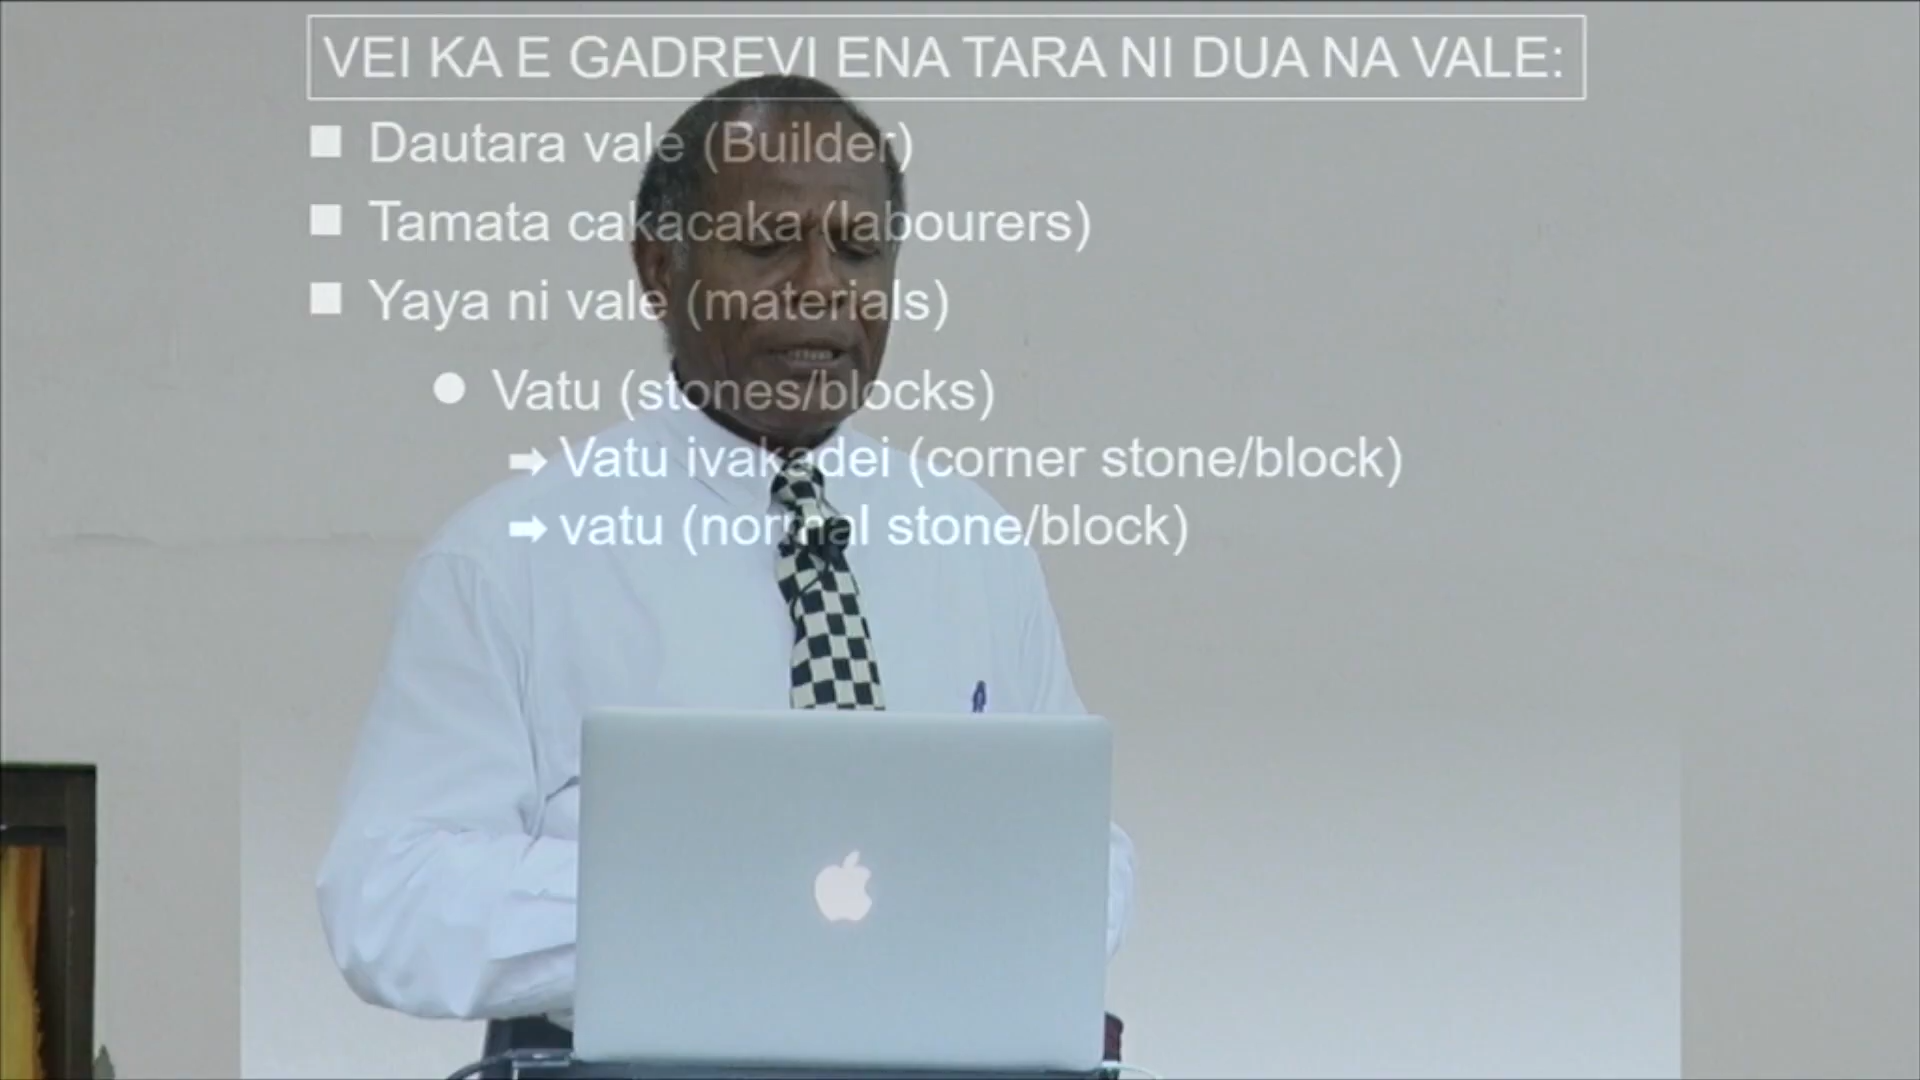 VEI KA E GADREVI ENA TARA NI DUA NA VALE:
Dautara vale (Builder)
Tamata cakacaka (labourers)
Yaya ni vale (materials)
Vatu (stones/blocks)
Vatu ivakadei (corner stone/block)
vatu (normal stone/block)